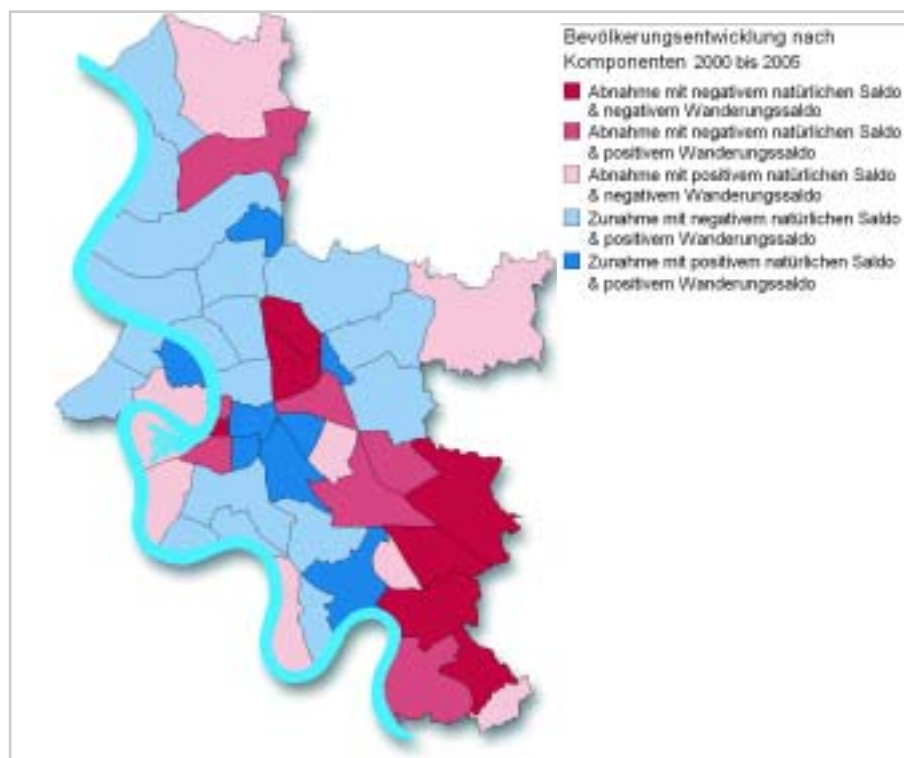 Bevölkerungsentwicklung nach
Komponenten 2000 bis 2005
Abnahme mit negativem natürlichen Saldo
& negativem Wanderungssaldo
Abnahme mit negativem natürlichen Saldo
& positivem Wanderungssaldo
Abnahme mit positivem natürlichen Saldo
& negativem Wanderungssaldo
Zunahme mit negativem natürlichen Saldo
& positivem Wanderungssaldo
Zunahme mit positivem natürlichen Saldo
& positivem Wanderungssaldo